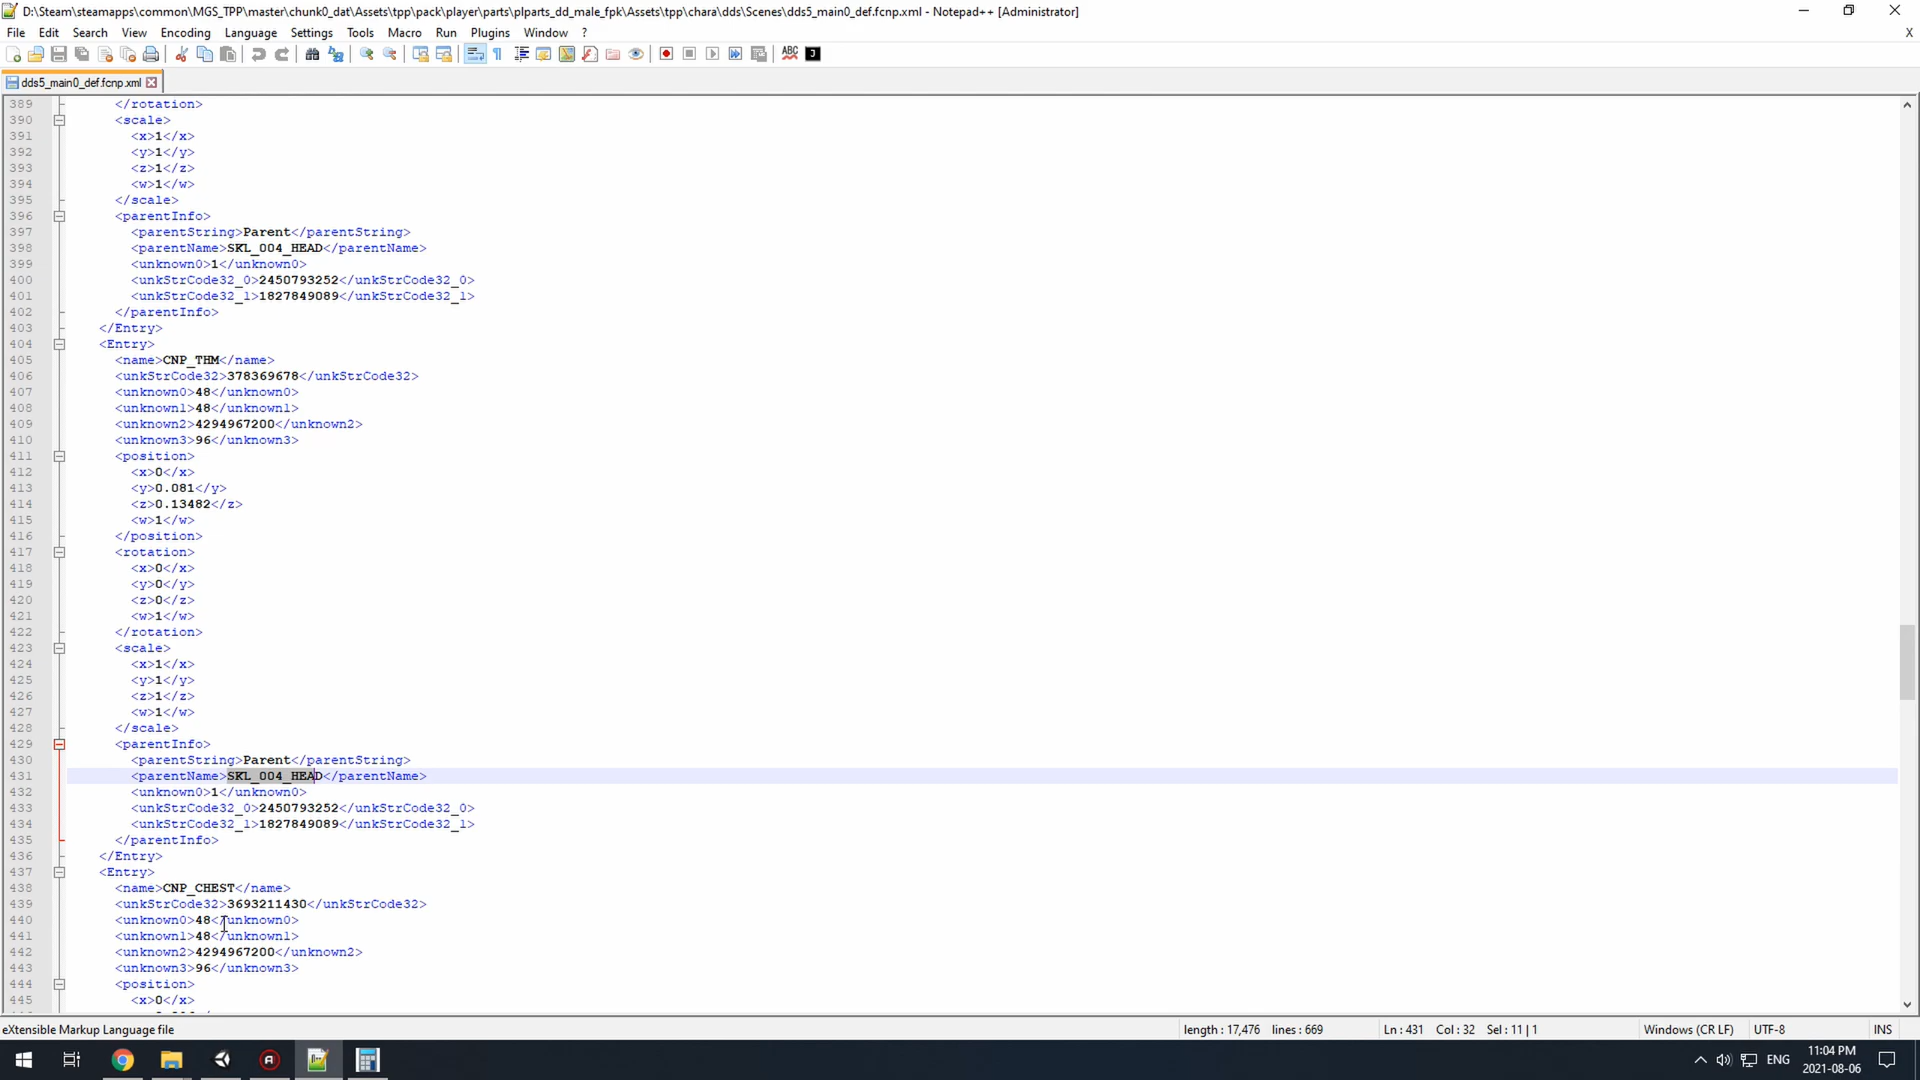 D:\Steam\steamapps\common\MGS_TPP\master\chunk0_dat\Assets\tpp\pack\player\parts\plparts_dd_male_fpk\Assets\tpp\chara\dds\Scenes\dds5_main0_def.fcnp.xml - Notepad++ [Administrator]
File Edit Search View Encoding Language Settings Tools Macro Run Plugins Window ? X
dds5_main0_def.fcnp.xml
389 </rotation>
390 <scale>
391 <x>1</x>
392 <y>1</y>
393 <z>1</z>
394 <w>1</w>
395 </scale>
396 <parentInfo>
397 <parentString>Parent</parentString>
398 <parentName>SKL_004_HEAD</parentName>
399 <unknown0>1</unknown0>
400 <unkStrCode32_0>2450793252</unkStrCode32_0>
401 <unkStrCode32_1>1827849089</unkStrCode32_1>
402 </parentInfo>
403 </Entry>
404 <Entry>
405 <name>CNP_THM</name>
406 <unkStrCode32>378369678</unkStrCode32>
407 <unknown0>48</unknown0>
408 <unknown1>48</unknown1>
409 <unknown2>4294967200</unknown2>
410 <unknown3>96</unknown3>
411 <position>
412 <x>0</x>
413 <y>0.081</y>
414 <z>0.13482</z>
415 <w>1</w>
416 </position>
417 <rotation>
418 <x>0</x>
419 <y>0</y>
420 <z>0</z>
421 <w>1</w>
422 </rotation>
423 <scale>
424 <x>1</x>
425 <y>1</y>
426 <z>1</z>
427 <w>1</w>
428 </scale>
429 <parentInfo>
430 <parentString>Parent</parentString>
431 <parentName>SKL_004_HEAD</parentName>
432 <unknown0>1</unknown0>
433 <unkStrCode32_0>2450793252</unkStrCode32_0>
434 <unkStrCode32_1>1827849089</unkStrCode32_1>
435 </parentInfo>
436 </Entry>
437 <Entry>
438 <name>CNP_CHEST</name>
439 <unkStrCode32>3693211430</unkStrCode32>
440 <unknown0>48</unknown0>
441 <unknown1>48</unknown1>
442 <unknown2>4294967200</unknown2>
443 <unknown3>96</unknown3>
444 <position>
445 <x>0</x>
eXtensible Markup Language file length : 17,476 lines : 669 Ln : 431 Col : 32 Sel : 11 | 1 Windows (CR LF) UTF-8 INS
ENG 11:04 PM
2021-08-06